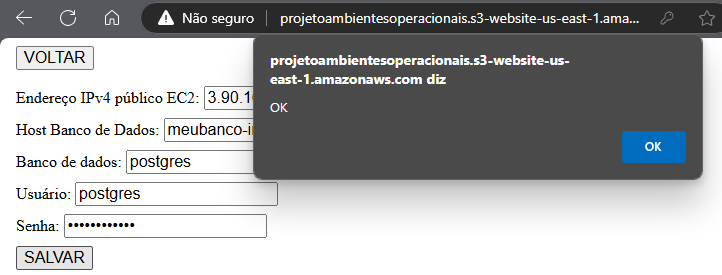 Não seguro projetoambientesoperacionais.s3-website-us-east-1.ama...
VOLTAR
projetoambientesoperacionais.s3-website-us-
east-1.amazonaws.com diz
OK
OK
Endereço IPv4 público EC2: 3.90.1
Host Banco de Dados: meubanco-i
Banco de dados: postgres
Usuário: postgres
Senha: ••••••••••••
SALVAR